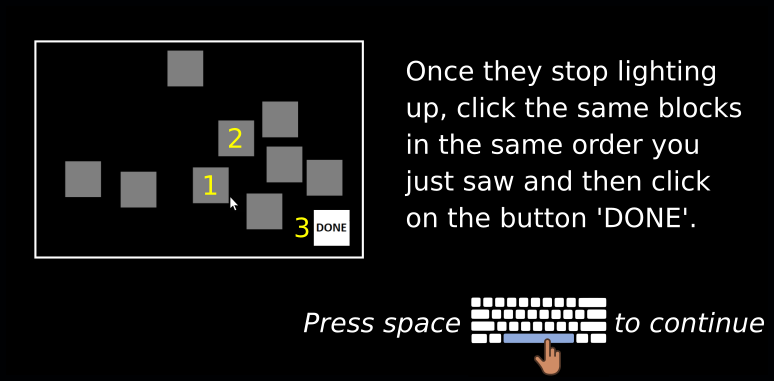 2
1
3 DONE
Once they stop lighting
up, click the same blocks
in the same order you
just saw and then click
on the button 'DONE'.
Press space to continue